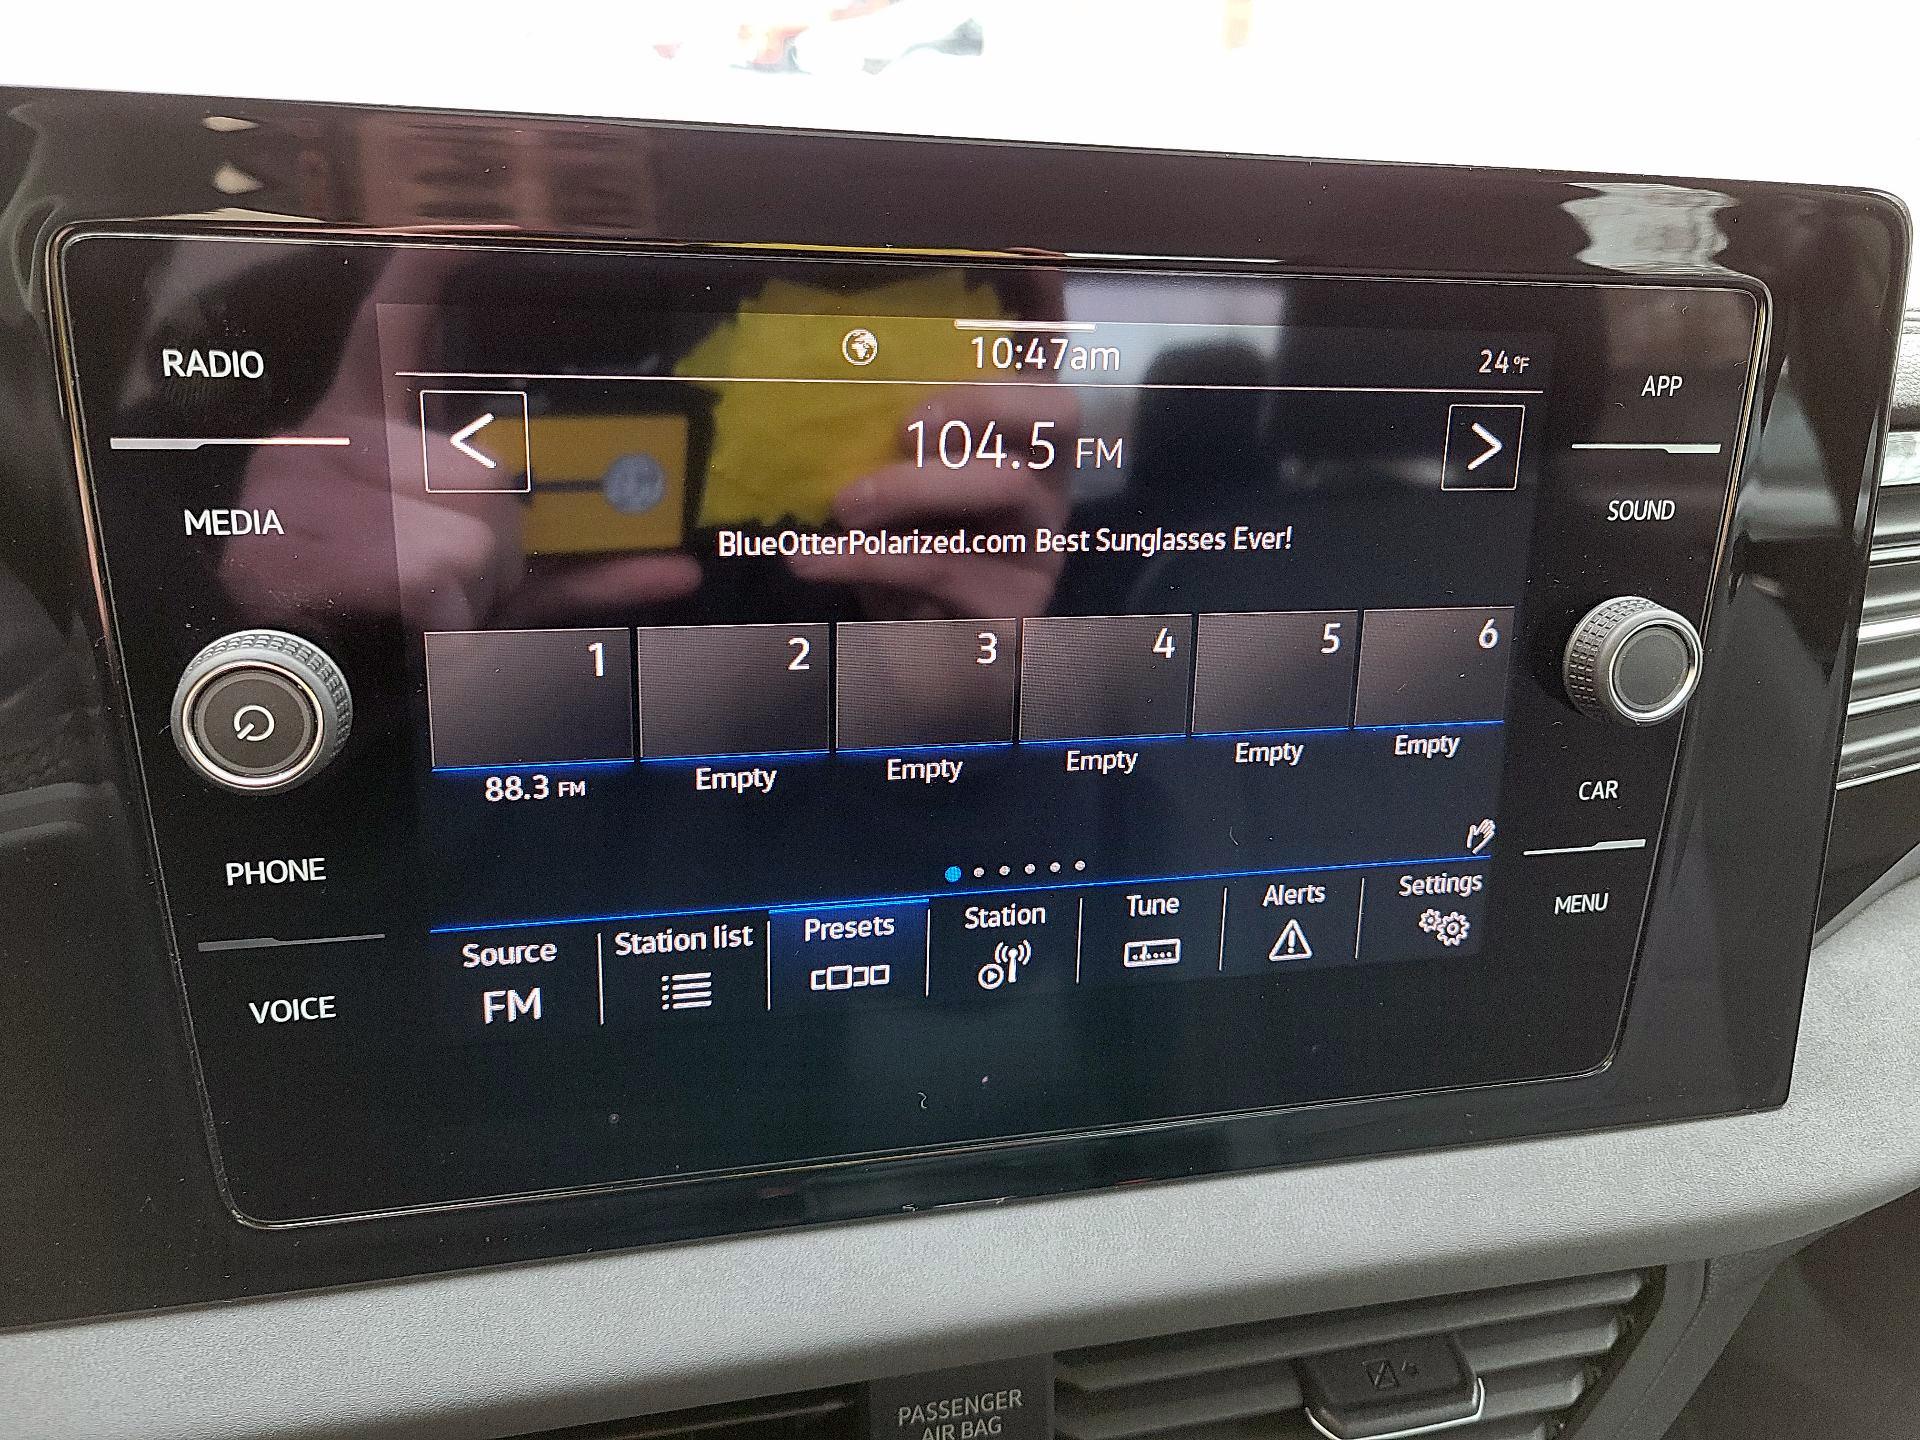 10:47am
24°F
RADIO
APP
104.5 FM
MEDIA
SOUND
BlueOtterPolarized.com Best Sunglasses Ever!
1
2
3
4
5
6
88.3 FM
Empty
Empty
Empty
Empty
Empty
CAR
PHONE
MENU
Source
Station list
Presets
Station
Tune
Alerts
Settings
FM
VOICE
PASSENGER
AIR BAG